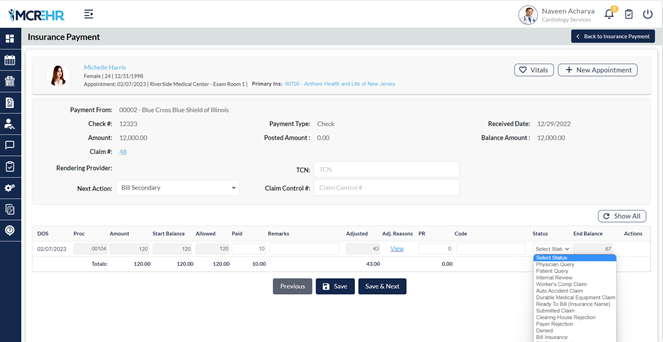 MCREHR
Naveen Acharya
Cardiology Services
Insurance Payment
Back to Insurance Payment
Michelle Harris
Female | 24 | 12/31/1998
Appointment: 02/07/2023 | RiverSide Medical Center - Exam Room 1 | Primary Ins: 80705 - Anthem Health and Life of New Jersey
Vitals
New Appointment
Payment From: 00002 - Blue Cross Blue Shield of Illinois
Check #: 12323 Payment Type: Check Received Date: 12/29/2022
Amount: 12,000.00 Posted Amount : 0.00 Balance Amount : 12,000.00
Claim #: 48
Rendering Provider: TCN: TCN
Next Action: Bill Secondary Claim Control #: Claim Control #
Show All
DOS Proc Amount Start Balance Allowed Paid Remarks Adjusted Adj. Reasons PR Code Status End Balance Actions
02/07/2023 00104 120 120 120 10 43 View 0 Select Stat 67
Totals: 120.00 120.00 120.00 10.00 43.00 0.00
Select Status
Physician Query
Patient Query
Internal Review
Worker's Comp Claim
Auto Accident Claim
Durable Medical Equipment Claim
Ready To Bill (Insurance Name)
Submitted Claim
Clearing House Rejection
Payer Rejection
Denied
Bill Insurance
Previous Save Save & Next